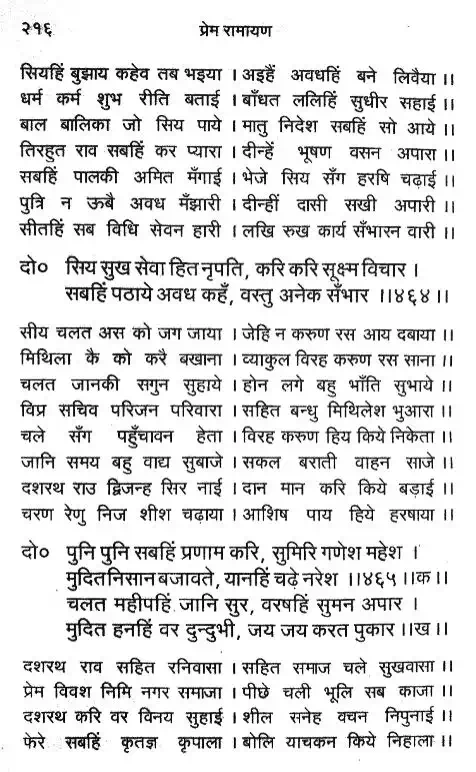 २१६ प्रेम रामायण
सियहिं बुझाय कहेव तब भइया । अइहैं अवधहिं बने लिवैया ।।
धर्म कर्म शुभ रीति बताई । बाँधत ललिहिं सुधीर सहाई ।।
बाल बालिका जो सिय पाये । मातु निदेश सबहिं सो आये ।।
तिरहुत राव सबहिं कर प्यारा । दीन्हें भूषण वसन अपारा ।।
सबहिं पालकी अमित मँगाई । भेजे सिय सँग हरषि चढ़ाई ।।
पुत्रि न ऊबै अवध मँझारी । दीन्हीं दासी सखी अपारी ।।
सीतहिं सब विधि सेवन हारी । लखि रुख कार्य सँभारन वारी ।।
दो० सिय सुख सेवा हित नृपति, करि करि सूक्ष्म विचार ।
सबहिं पठाये अवध कहँ, वस्तु अनेक सँभार ।।४६४।।
सीय चलत अस को जग जाया । जेहि न करुण रस आय दबाया ।।
मिथिला कै को करै बखाना । व्याकुल विरह करुण रस साना ।।
चलत जानकी सगुन सुहाये । होन लगे बहु भाँति सुभाये ।।
विप्र सचिव परिजन परिवारा । सहित बन्धु मिथिलेश भुआरा ।।
चले सँग पहुँचावन हेता । विरह करुण हिय किये निकेता ।।
जानि समय बहु वाद्य सुबाजे । सकल बराती वाहन साजे ।।
दशरथ राउ द्विजन्ह सिर नाई । दान मान करि किये बड़ाई ।।
चरण रेणु निज शीश चढ़ाया । आशिष पाय हिये हरषाया ।।
दो० पुनि पुनि सबहिं प्रणाम करि, सुमिरि गणेश महेश ।
मुदित निसान बजावते, यानहिं चढ़े नरेश ।।४६५।।क।।
चलत महीपहिं जानि सुर, वरषहिं सुमन अपार ।
मुदित हनहिं वर दुन्दुभी, जय जय करत पुकार ।।ख।।
दशरथ राव सहित रनिवासा । सहित समाज चले सुखवासा ।।
प्रेम विवश निमि नगर समाजा । पीछे चली भूलि सब काजा ।।
दशरथ करि वर विनय सुहाई । शील सनेह वचन निपुनाई ।।
फेरे सबहिं कृतज्ञ कृपाला । बोलि याचकन किये निहाला ।।